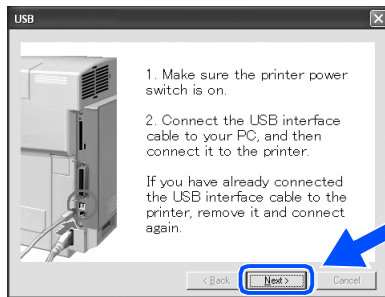 USB
1. Make sure the printer power
switch is on.
2. Connect the USB interface
cable to your PC, and then
connect it to the printer.
If you have already connected
the USB interface cable to the
printer, remove it and connect
again.
< Back
Next >
Cancel